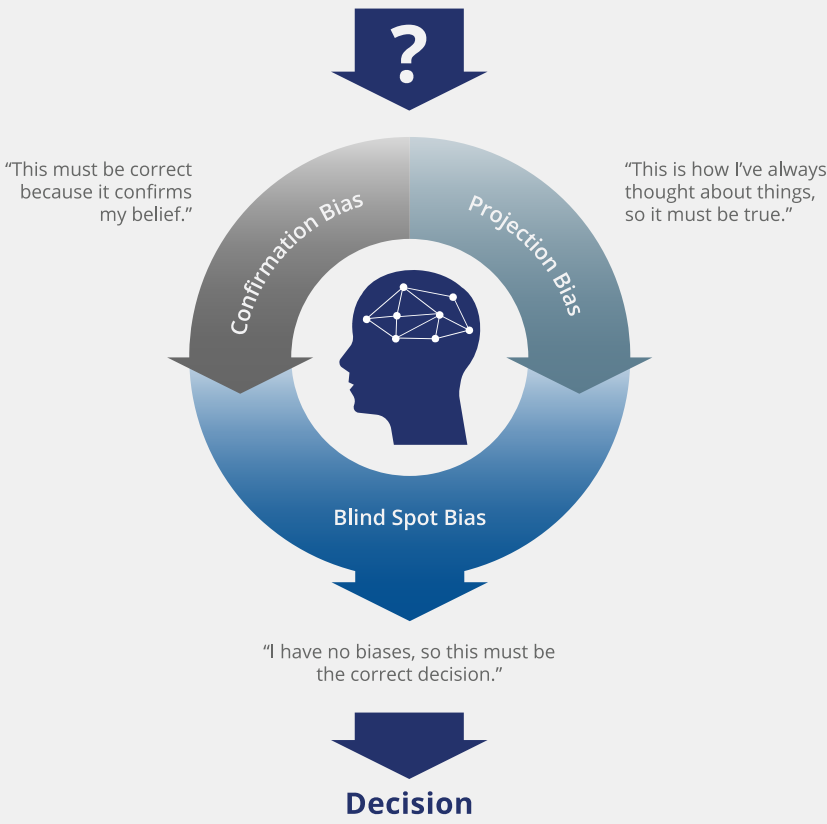 ?
“This must be correct
because it confirms
my belief.”
Confirmation Bias
Projection Bias
“This is how I’ve always
thought about things,
so it must be true.”
Blind Spot Bias
“I have no biases, so this must be
the correct decision.”
Decision